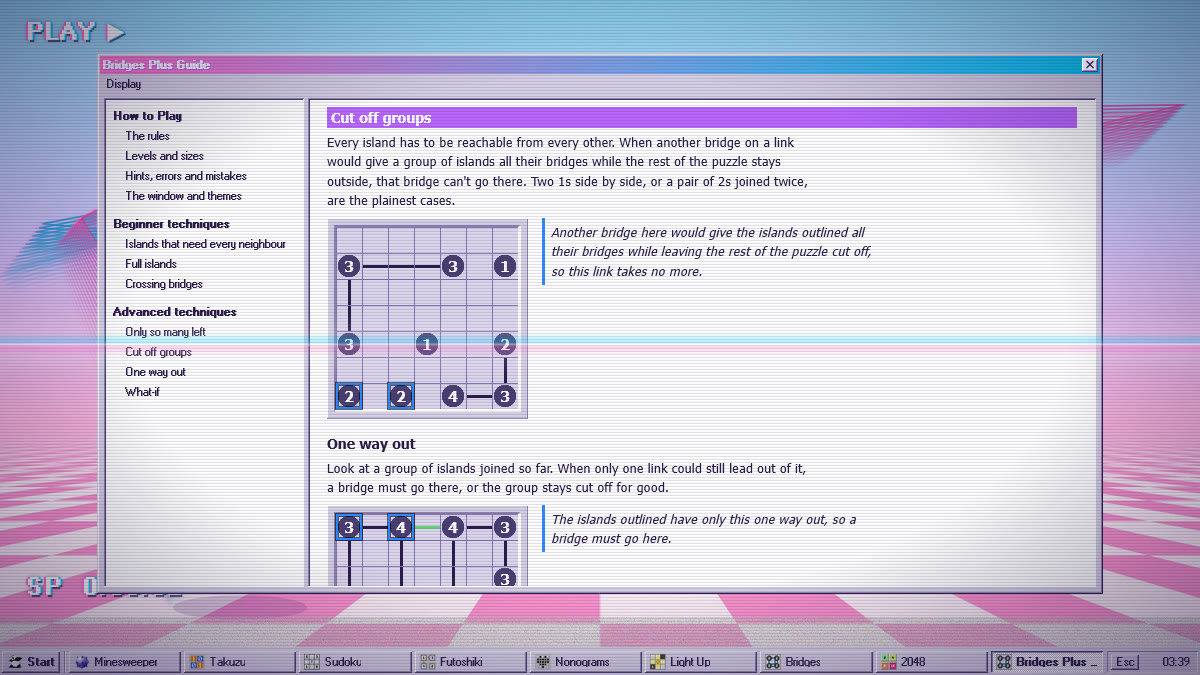 PLAY ▶
Bridges Plus Guide
Display
How to Play
The rules
Levels and sizes
Hints, errors and mistakes
The window and themes
Beginner techniques
Islands that need every neighbour
Full islands
Crossing bridges
Advanced techniques
Only so many left
Cut off groups
One way out
What-if
Cut off groups
Every island has to be reachable from every other. When another bridge on a link
would give a group of islands all their bridges while the rest of the puzzle stays
outside, that bridge can't go there. Two 1s side by side, or a pair of 2s joined twice,
are the plainest cases.
3 3 1
3 1 2
2 2 4 3
Another bridge here would give the islands outlined all
their bridges while leaving the rest of the puzzle cut off,
so this link takes no more.
One way out
Look at a group of islands joined so far. When only one link could still lead out of it,
a bridge must go there, or the group stays cut off for good.
3 4 4 3
3
The islands outlined have only this one way out, so a
bridge must go here.
SP
Start Minesweeper Takuzu Sudoku Futoshiki Nonograms Light Up Bridges 2048 Bridges Plus ... Esc 03:39